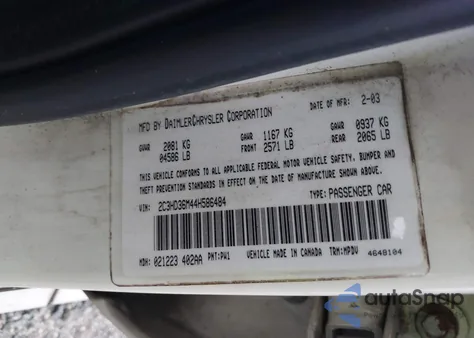 MFD BY DAIMLERCHRYSLER CORPORATION DATE OF MFR: 2-03
GVWR 2081 KG 04586 LB GAWR FRONT 1167 KG 2571 LB GAWR REAR 0937 KG 2065 LB
THIS VEHICLE CONFORMS TO ALL APPLICABLE FEDERAL MOTOR VEHICLE SAFETY, BUMPER AND
THEFT PREVENTION STANDARDS IN EFFECT ON THE DATE OF MANUFACTURE SHOWN ABOVE.
VIN: 2C3HD36M44H586484 TYPE: PASSENGER CAR
MDH: 021223 402AA PNT: PW1 VEHICLE MADE IN CANADA TRM: MPDV 4648104
autoSnap